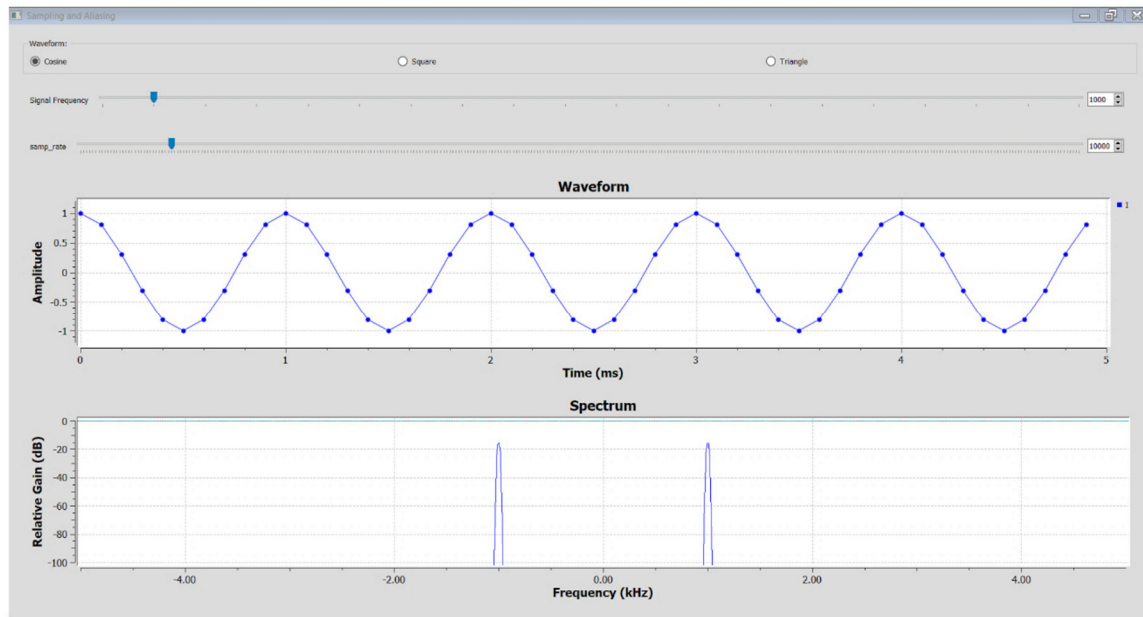 Sampling and Aliasing
Waveform:
Cosine Square Triangle
Signal Frequency 1000
samp_rate 10000
Waveform
1
0.5
0
-0.5
-1
Amplitude
I
0 1 2 3 4 5
Time (ms)
Spectrum
0
-20
-40
-60
-80
-100
Relative Gain (dB)
-4.00 -2.00 0.00 2.00 4.00
Frequency (kHz)